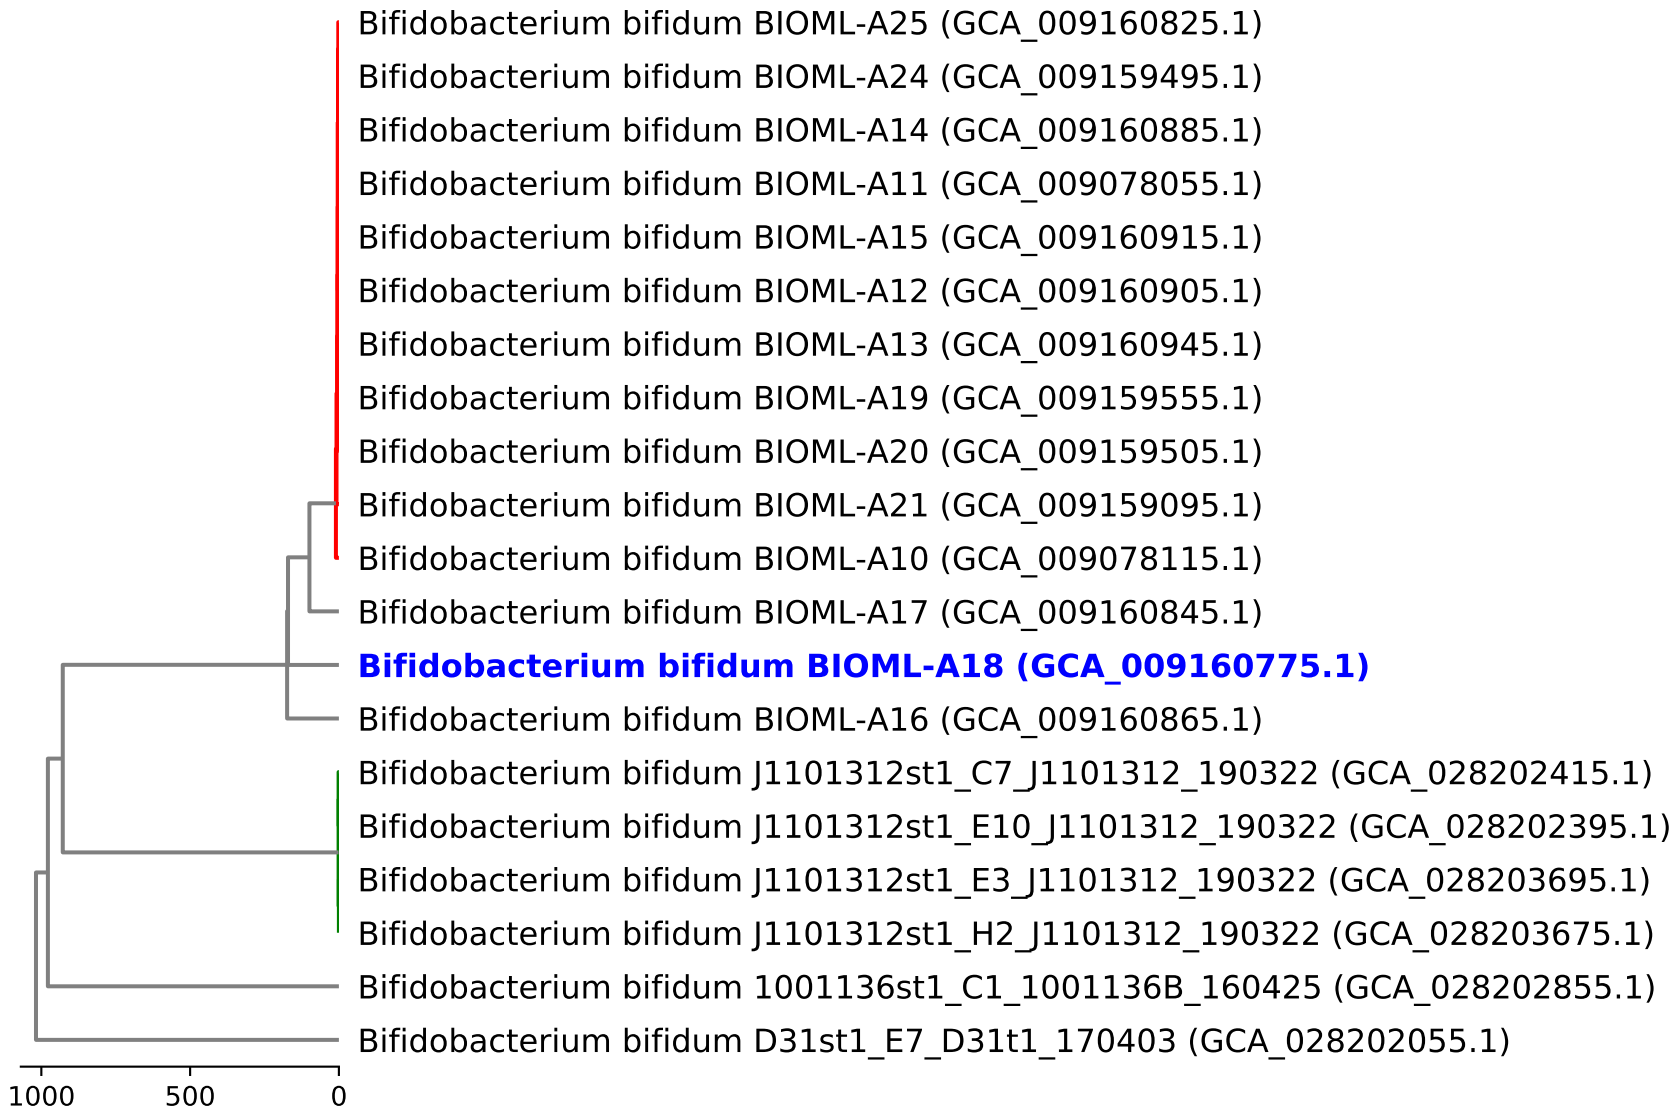 Bifidobacterium bifidum BIOML-A25 (GCA_009160825.1)
Bifidobacterium bifidum BIOML-A24 (GCA_009159495.1)
Bifidobacterium bifidum BIOML-A14 (GCA_009160885.1)
Bifidobacterium bifidum BIOML-A11 (GCA_009078055.1)
Bifidobacterium bifidum BIOML-A15 (GCA_009160915.1)
Bifidobacterium bifidum BIOML-A12 (GCA_009160905.1)
Bifidobacterium bifidum BIOML-A13 (GCA_009160945.1)
Bifidobacterium bifidum BIOML-A19 (GCA_009159555.1)
Bifidobacterium bifidum BIOML-A20 (GCA_009159505.1)
Bifidobacterium bifidum BIOML-A21 (GCA_009159095.1)
Bifidobacterium bifidum BIOML-A10 (GCA_009078115.1)
Bifidobacterium bifidum BIOML-A17 (GCA_009160845.1)
Bifidobacterium bifidum BIOML-A18 (GCA_009160775.1)
Bifidobacterium bifidum BIOML-A16 (GCA_009160865.1)
Bifidobacterium bifidum J1101312st1_C7_J1101312_190322 (GCA_028202415.1)
Bifidobacterium bifidum J1101312st1_E10_J1101312_190322 (GCA_028202395.1)
Bifidobacterium bifidum J1101312st1_E3_J1101312_190322 (GCA_028203695.1)
Bifidobacterium bifidum J1101312st1_H2_J1101312_190322 (GCA_028203675.1)
Bifidobacterium bifidum 1001136st1_C1_1001136B_160425 (GCA_028202855.1)
Bifidobacterium bifidum D31st1_E7_D31t1_170403 (GCA_028202055.1)
1000 500 0